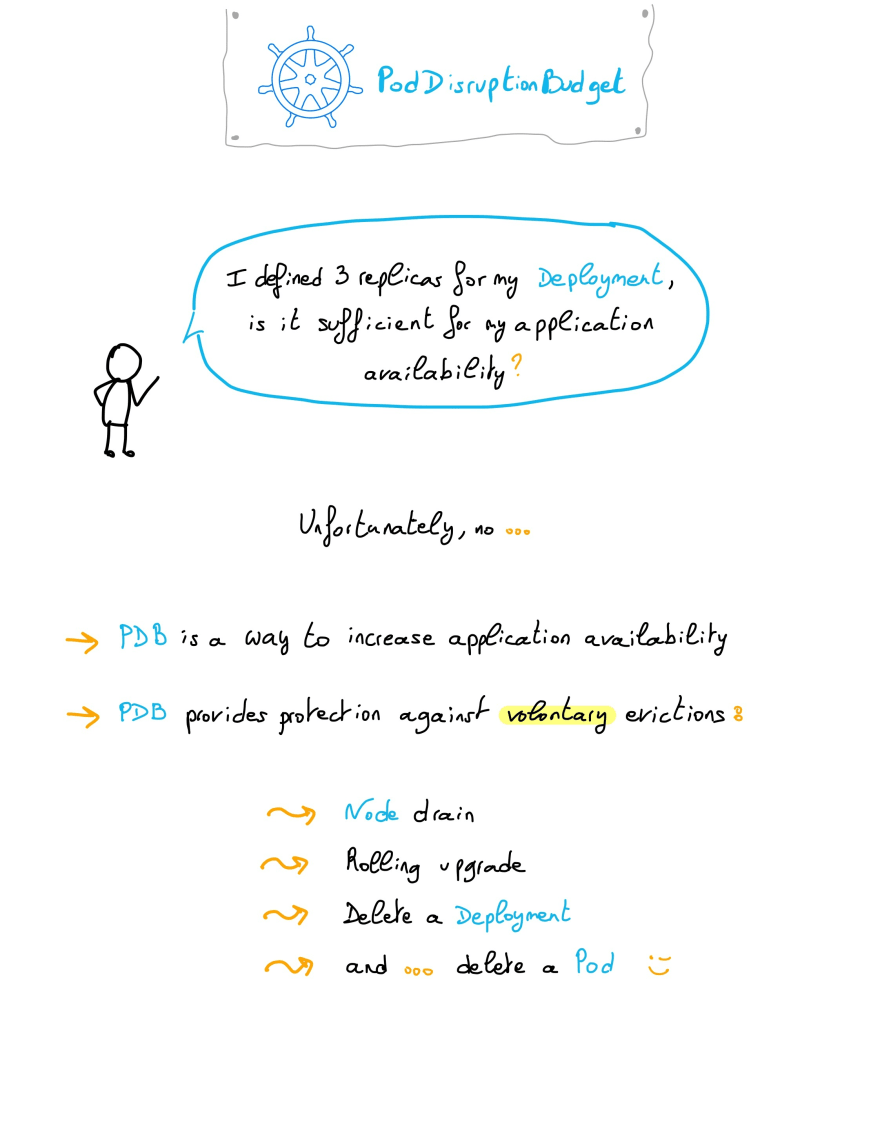 PodDisruptionBudget
I defined 3 replicas for my Deployment,
is it sufficient for my application
availability?
Unfortunately, no ...
→ PDB is a way to increase application availability
→ PDB provides protection against volontary evictions :
Node drain
Rolling upgrade
Delete a Deployment
and ... delete a Pod